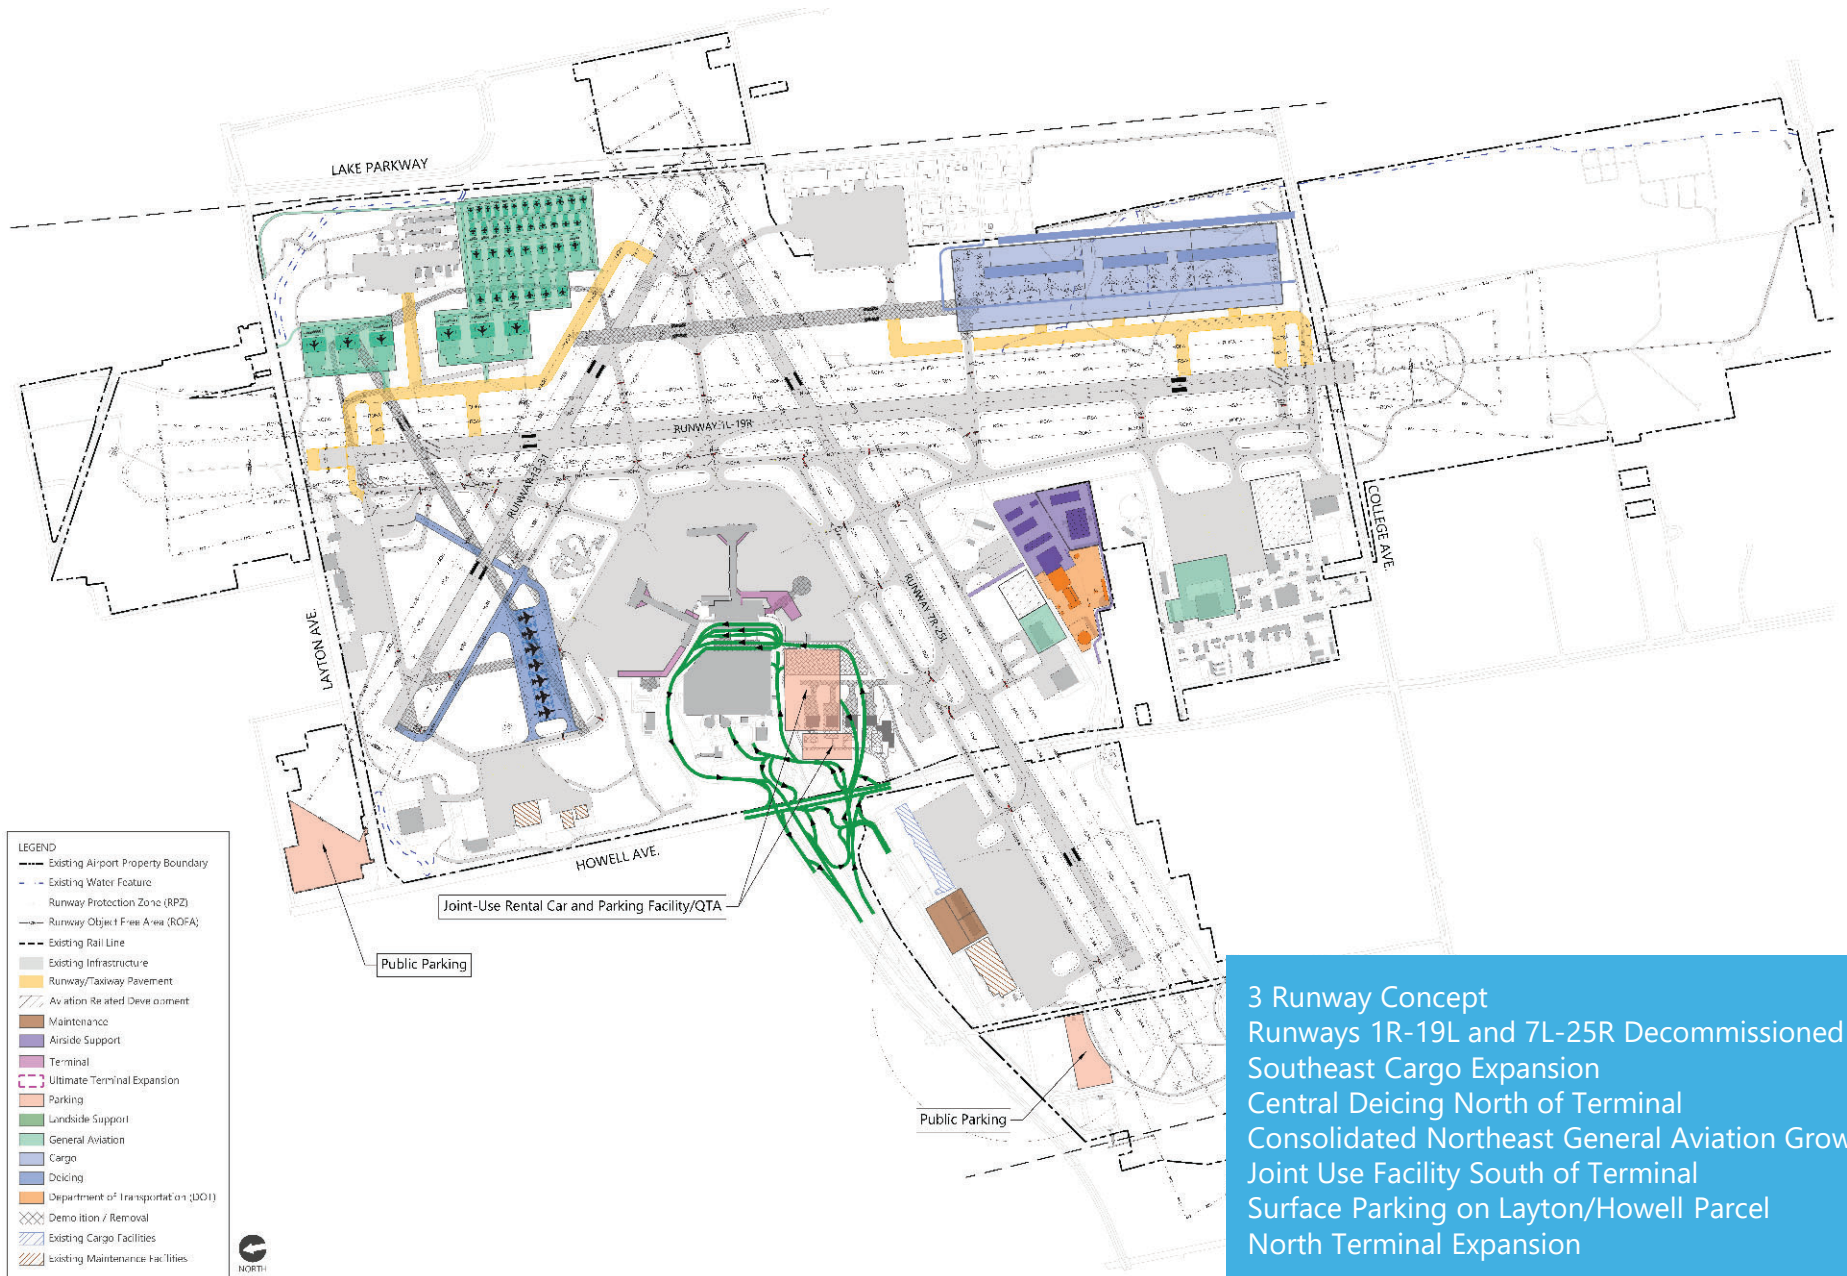 LAKE PARKWAY
RUNWAY 1L-19R
RUNWAY 13-31
RUNWAY 7R-25L
COLLEGE AVE.
LAYTON AVE.
HOWELL AVE.
Joint-Use Rental Car and Parking Facility/QTA
Public Parking
Public Parking
LEGEND
Existing Airport Property Boundary
Existing Water Feature
Runway Protection Zone (RPZ)
Runway Object Free Area (ROFA)
Existing Rail Line
Existing Infrastructure
Runway/Taxiway Pavement
Aviation Related Development
Maintenance
Airside Support
Terminal
Ultimate Terminal Expansion
Parking
Landside Support
General Aviation
Cargo
Deicing
Department of Transportation (DOT)
Demolition / Removal
Existing Cargo Facilities
Existing Maintenance Facilities
NORTH
3 Runway Concept
Runways 1R-19L and 7L-25R Decommissioned
Southeast Cargo Expansion
Central Deicing North of Terminal
Consolidated Northeast General Aviation Grow
Joint Use Facility South of Terminal
Surface Parking on Layton/Howell Parcel
North Terminal Expansion